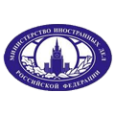 МИНИСТЕРСТВО ИНОСТРАННЫХ ДЕЛ
РОССИЙСКОЙ ФЕДЕРАЦИИ